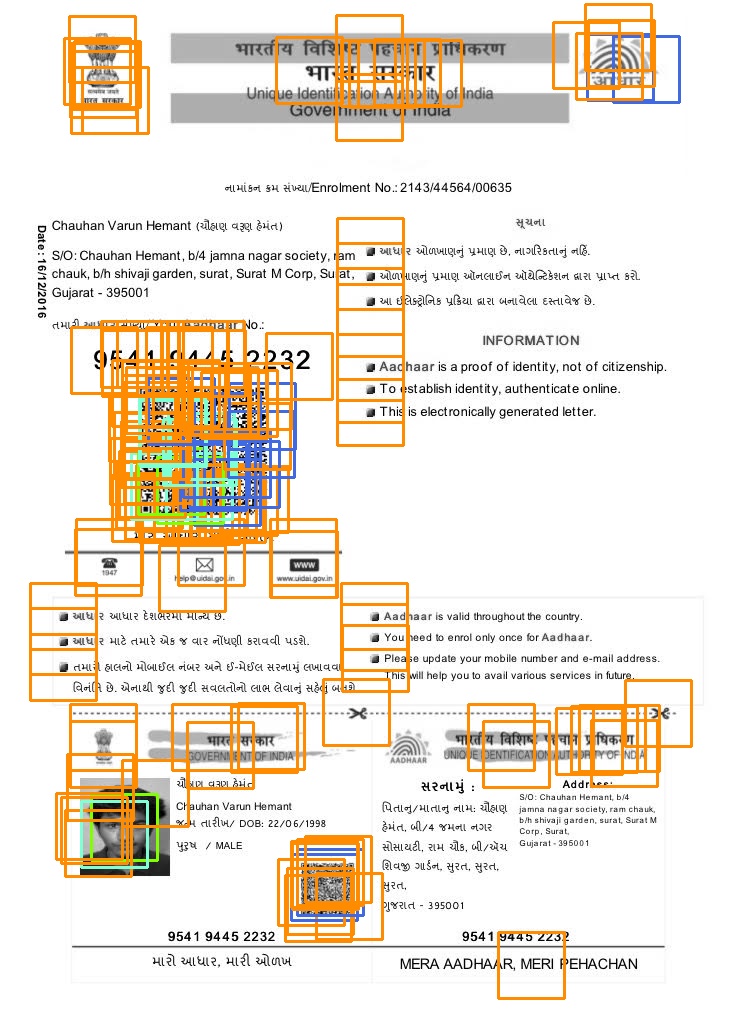 भारतीय विशिष्ट पहचान प्राधिकरण
भारत सरकार
Unique Identification Authority of India
Government of India
आधार
નામાંકન ક્રમ સંખ્યા/Enrolment No.: 2143/44564/00635
Date: 16/12/2016
Chauhan Varun Hemant (ચૌહાણ વરૂણ હેમંત)
S/O: Chauhan Hemant, b/4 jamna nagar society, ram
chauk, b/h shivaji garden, surat, Surat M Corp, Surat,
Gujarat - 395001
તમારી આધાર સંખ્યા/ Aadhaar No.:
9541 9445 2232
સૂચના
આધાર ઓળખાણનું પ્રમાણ છે, નાગરિકતાનું નહિં.
ઓળખાણનું પ્રમાણ ઑનલાઈન ઑથેન્ટિકેશન દ્વારા પ્રાપ્ત કરો.
આ ઈલેક્ટ્રોનિક પ્રક્રિયા દ્વારા બનાવેલા દસ્તાવેજ છે.
INFORMATION
Aadhaar is a proof of identity, not of citizenship.
To establish identity, authenticate online.
This is electronically generated letter.
1947
help@uidai.gov.in
www
www.uidai.gov.in
આધાર આધાર દેશભરમાં માન્ય છે.
આધાર માટે તમારે એક જ વાર નોંધણી કરાવવી પડશે.
તમારો હાલનો મોબાઈલ નંબર અને ઈ-મેઈલ સરનામું લખાવવા
વિનંતિ છે. એનાથી જુદી જુદી સવલતોનો લાભ લેવાનું સહેલું બનશે
Aadhaar is valid throughout the country.
You need to enrol only once for Aadhaar.
Please update your mobile number and e-mail address.
This will help you to avail various services in future.
भारत सरकार
GOVERNMENT OF INDIA
ચૌહાણ વરૂણ હેમંત
Chauhan Varun Hemant
જન્મ તારીખ/ DOB: 22/06/1998
પુરુષ / MALE
9541 9445 2232
મારો આધાર, મારી ઓળખ
भारतीय विशिष्ट पहचान प्राधिकरण
UNIQUE IDENTIFICATION AUTHORITY OF INDIA
AADHAAR
સરનામું :
પિતાનું/માતાનું નામ: ચૌહાણ
હેમંત, બી/4 જમના નગર
સોસાયટી, રામ ચૌક, બી/એચ
શિવજી ગાર્ડન, સુરત, સુરત,
સુરત,
ગુજરાત - 395001
Address:
S/O: Chauhan Hemant, b/4
jamna nagar society, ram chauk,
b/h shivaji garden, surat, Surat M
Corp, Surat,
Gujarat - 395001
9541 9445 2232
MERA AADHAAR, MERI PEHACHAN